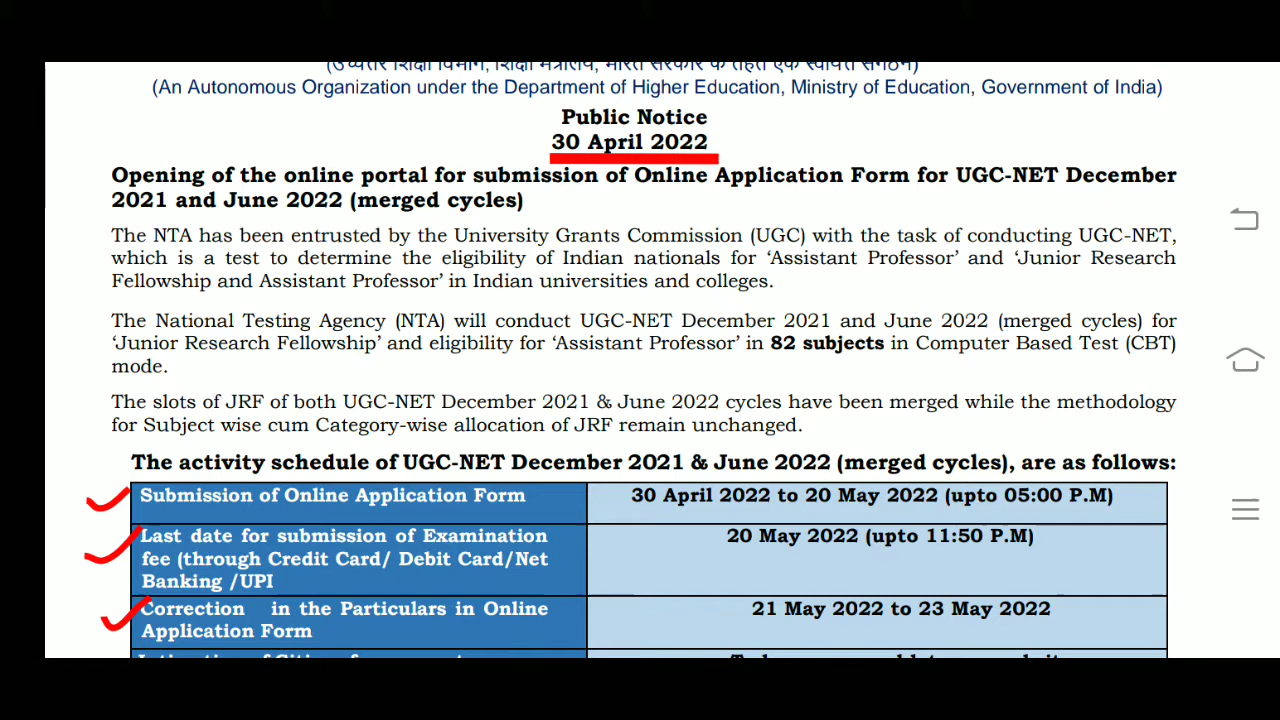 (उच्चतर शिक्षा विभाग, शिक्षा मंत्रालय, भारत सरकार के तहत एक स्वायत्त संगठन)
(An Autonomous Organization under the Department of Higher Education, Ministry of Education, Government of India)
Public Notice
30 April 2022
Opening of the online portal for submission of Online Application Form for UGC-NET December
2021 and June 2022 (merged cycles)
The NTA has been entrusted by the University Grants Commission (UGC) with the task of conducting UGC-NET,
which is a test to determine the eligibility of Indian nationals for ‘Assistant Professor’ and ‘Junior Research
Fellowship and Assistant Professor’ in Indian universities and colleges.
The National Testing Agency (NTA) will conduct UGC-NET December 2021 and June 2022 (merged cycles) for
‘Junior Research Fellowship’ and eligibility for ‘Assistant Professor’ in 82 subjects in Computer Based Test (CBT)
mode.
The slots of JRF of both UGC-NET December 2021 & June 2022 cycles have been merged while the methodology
for Subject wise cum Category-wise allocation of JRF remain unchanged.
The activity schedule of UGC-NET December 2021 & June 2022 (merged cycles), are as follows:
Submission of Online Application Form
30 April 2022 to 20 May 2022 (upto 05:00 P.M)
Last date for submission of Examination
fee (through Credit Card/ Debit Card/Net
Banking /UPI
20 May 2022 (upto 11:50 P.M)
Correction in the Particulars in Online
Application Form
21 May 2022 to 23 May 2022